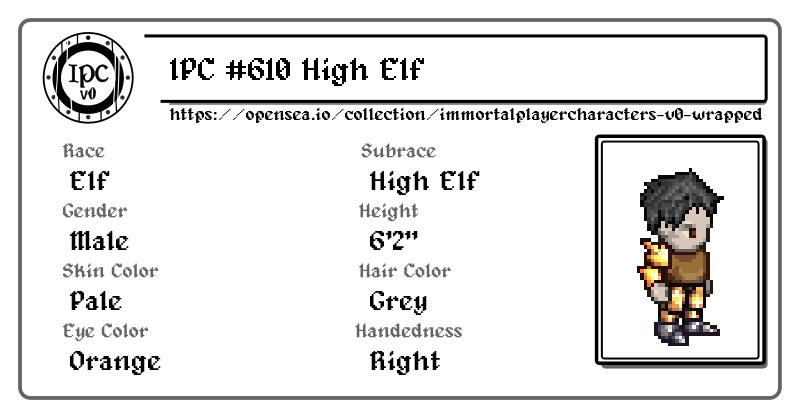 IPC
v0
IPC #610 High Elf
https://opensea.io/collection/immortalplayercharacters-v0-wrapped
Race
Subrace
Elf
High Elf
Gender
Height
Male
6'2"
Skin Color
Hair Color
Pale
Grey
Eye Color
Handedness
Orange
Right